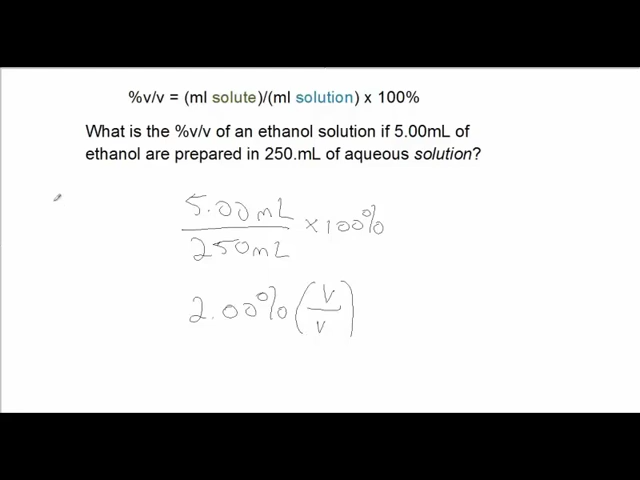 %v/v = (ml solute)/(ml solution) x 100%
What is the %v/v of an ethanol solution if 5.00mL of
ethanol are prepared in 250.mL of aqueous solution?
5.00mL
250mL
×100%
2.00% (v/v)